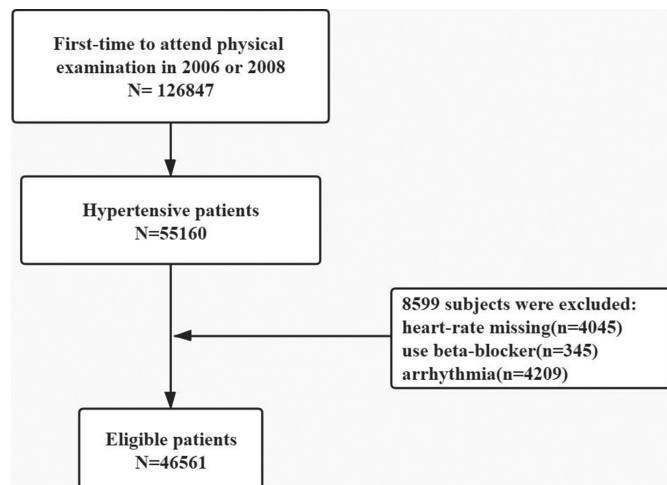 First-time to attend physical
examination in 2006 or 2008
N= 126847
Hypertensive patients
N=55160
8599 subjects were excluded:
heart-rate missing(n=4045)
use beta-blocker(n=345)
arrhythmia(n=4209)
Eligible patients
N=46561